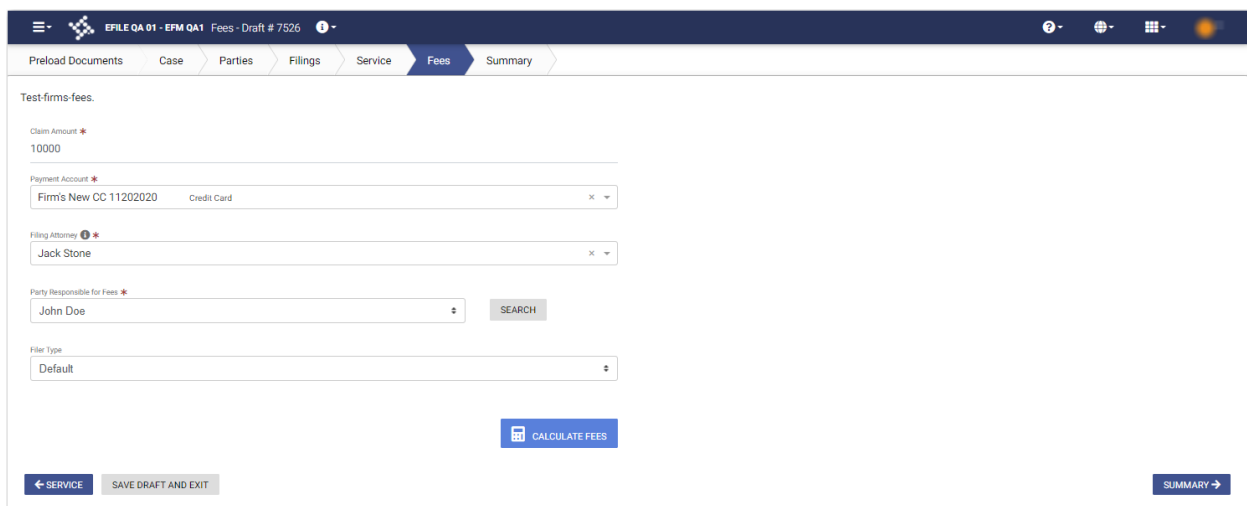 EFILE QA 01 - EFM QA1 Fees - Draft # 7526
Preload Documents Case Parties Filings Service Fees Summary
Test-firms-fees.
Claim Amount *
10000
Payment Account *
Firm's New CC 11202020 Credit Card
Filing Attorney *
Jack Stone
Party Responsible for Fees *
John Doe SEARCH
Filer Type
Default
CALCULATE FEES
SERVICE SAVE DRAFT AND EXIT SUMMARY